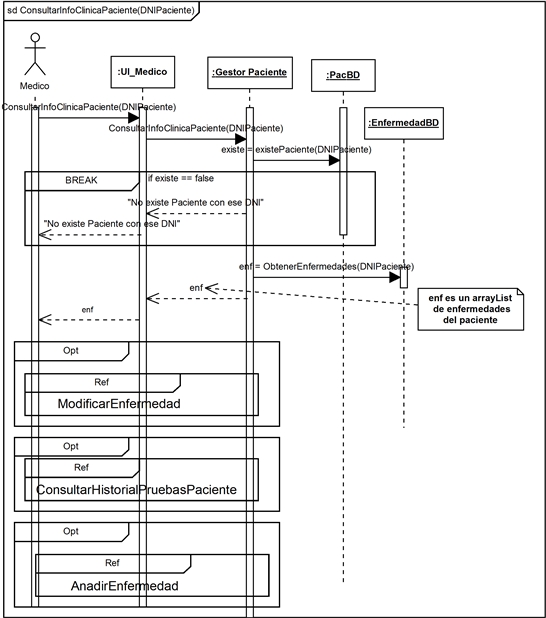 sd ConsultarInfoClinicaPaciente(DNIPaciente)
Medico
:UI_Medico
:Gestor Paciente
:PacBD
:EnfermedadBD
ConsultarInfoClinicaPaciente(DNIPaciente)
ConsultarInfoClinicaPaciente(DNIPaciente)
existe = existePaciente(DNIPaciente)
BREAK
if existe == false
"No existe Paciente con ese DNI"
"No existe Paciente con ese DNI"
enf = ObtenerEnfermedades(DNIPaciente)
enf
enf es un arrayList
de enfermedades
del paciente
enf
Opt
Ref
ModificarEnfermedad
Opt
Ref
ConsultarHistorialPruebasPaciente
Opt
Ref
AnadirEnfermedad